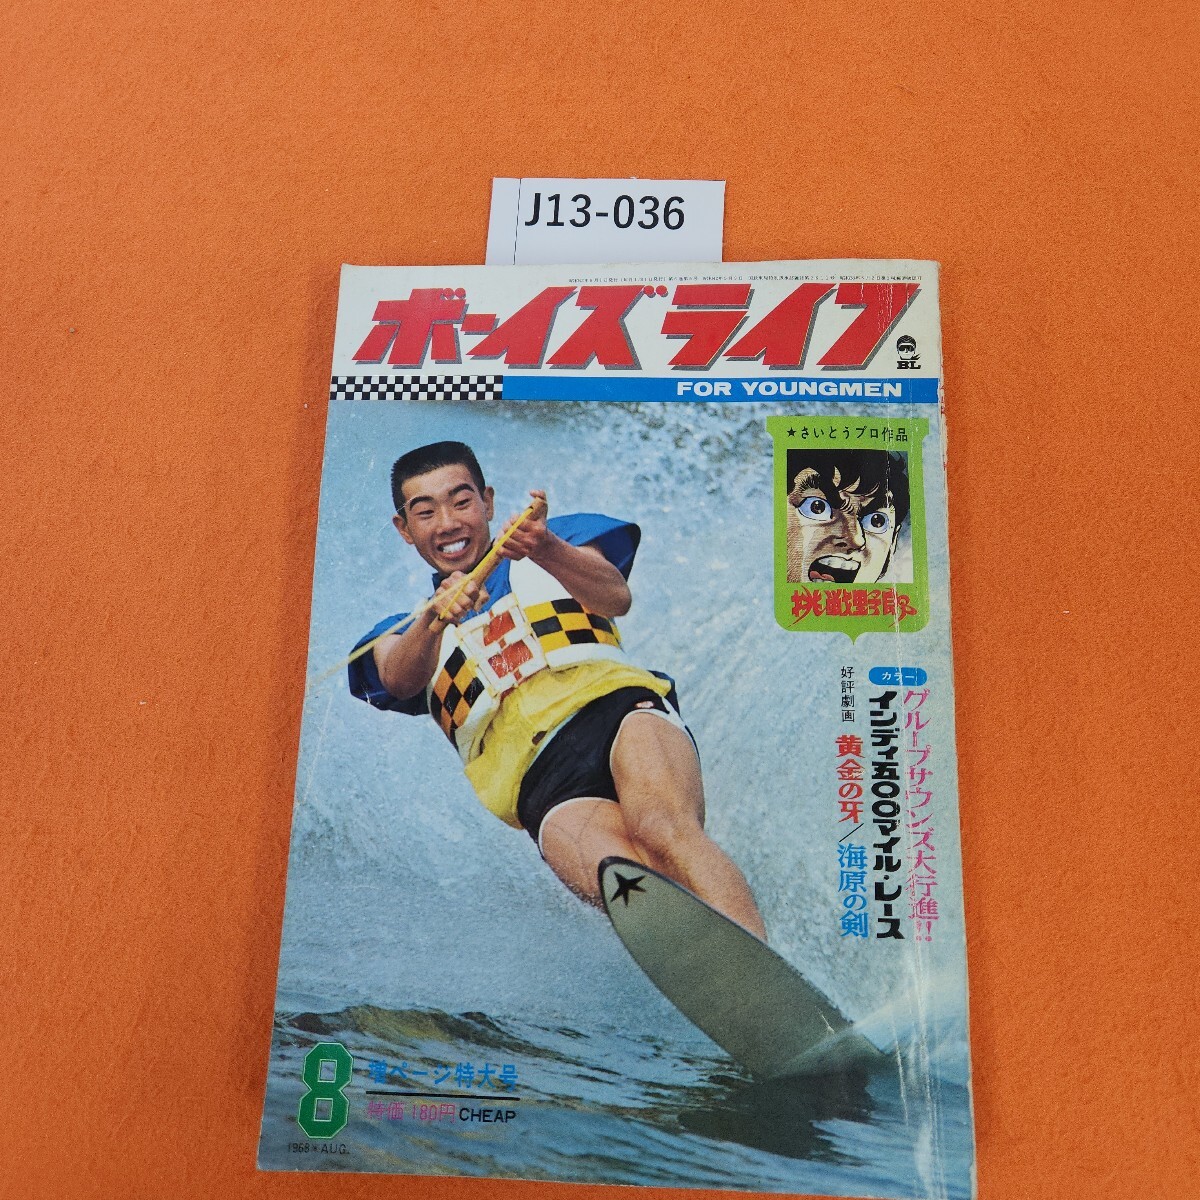 J13-036
ボーイズライフ
BL
FOR YOUNGMEN
★さいとうプロ作品
挑戦野郎
カラー
グループサウンズ大行進!!
インディ五〇〇マイル・レース
好評劇画
黄金の牙/海原の剣
8
1968★AUG.
増ページ特大号
特価180円CHEAP